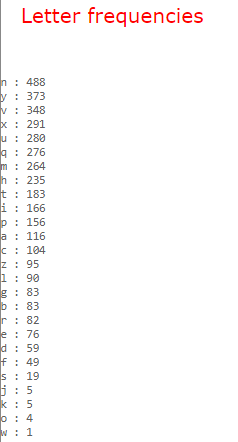 Letter frequencies
n : 488
y : 373
v : 348
x : 291
u : 280
q : 276
m : 264
h : 235
t : 183
i : 166
p : 156
a : 116
c : 104
z : 95
l : 90
g : 83
b : 83
r : 82
e : 76
d : 59
f : 49
s : 19
j : 5
k : 5
o : 4
w : 1